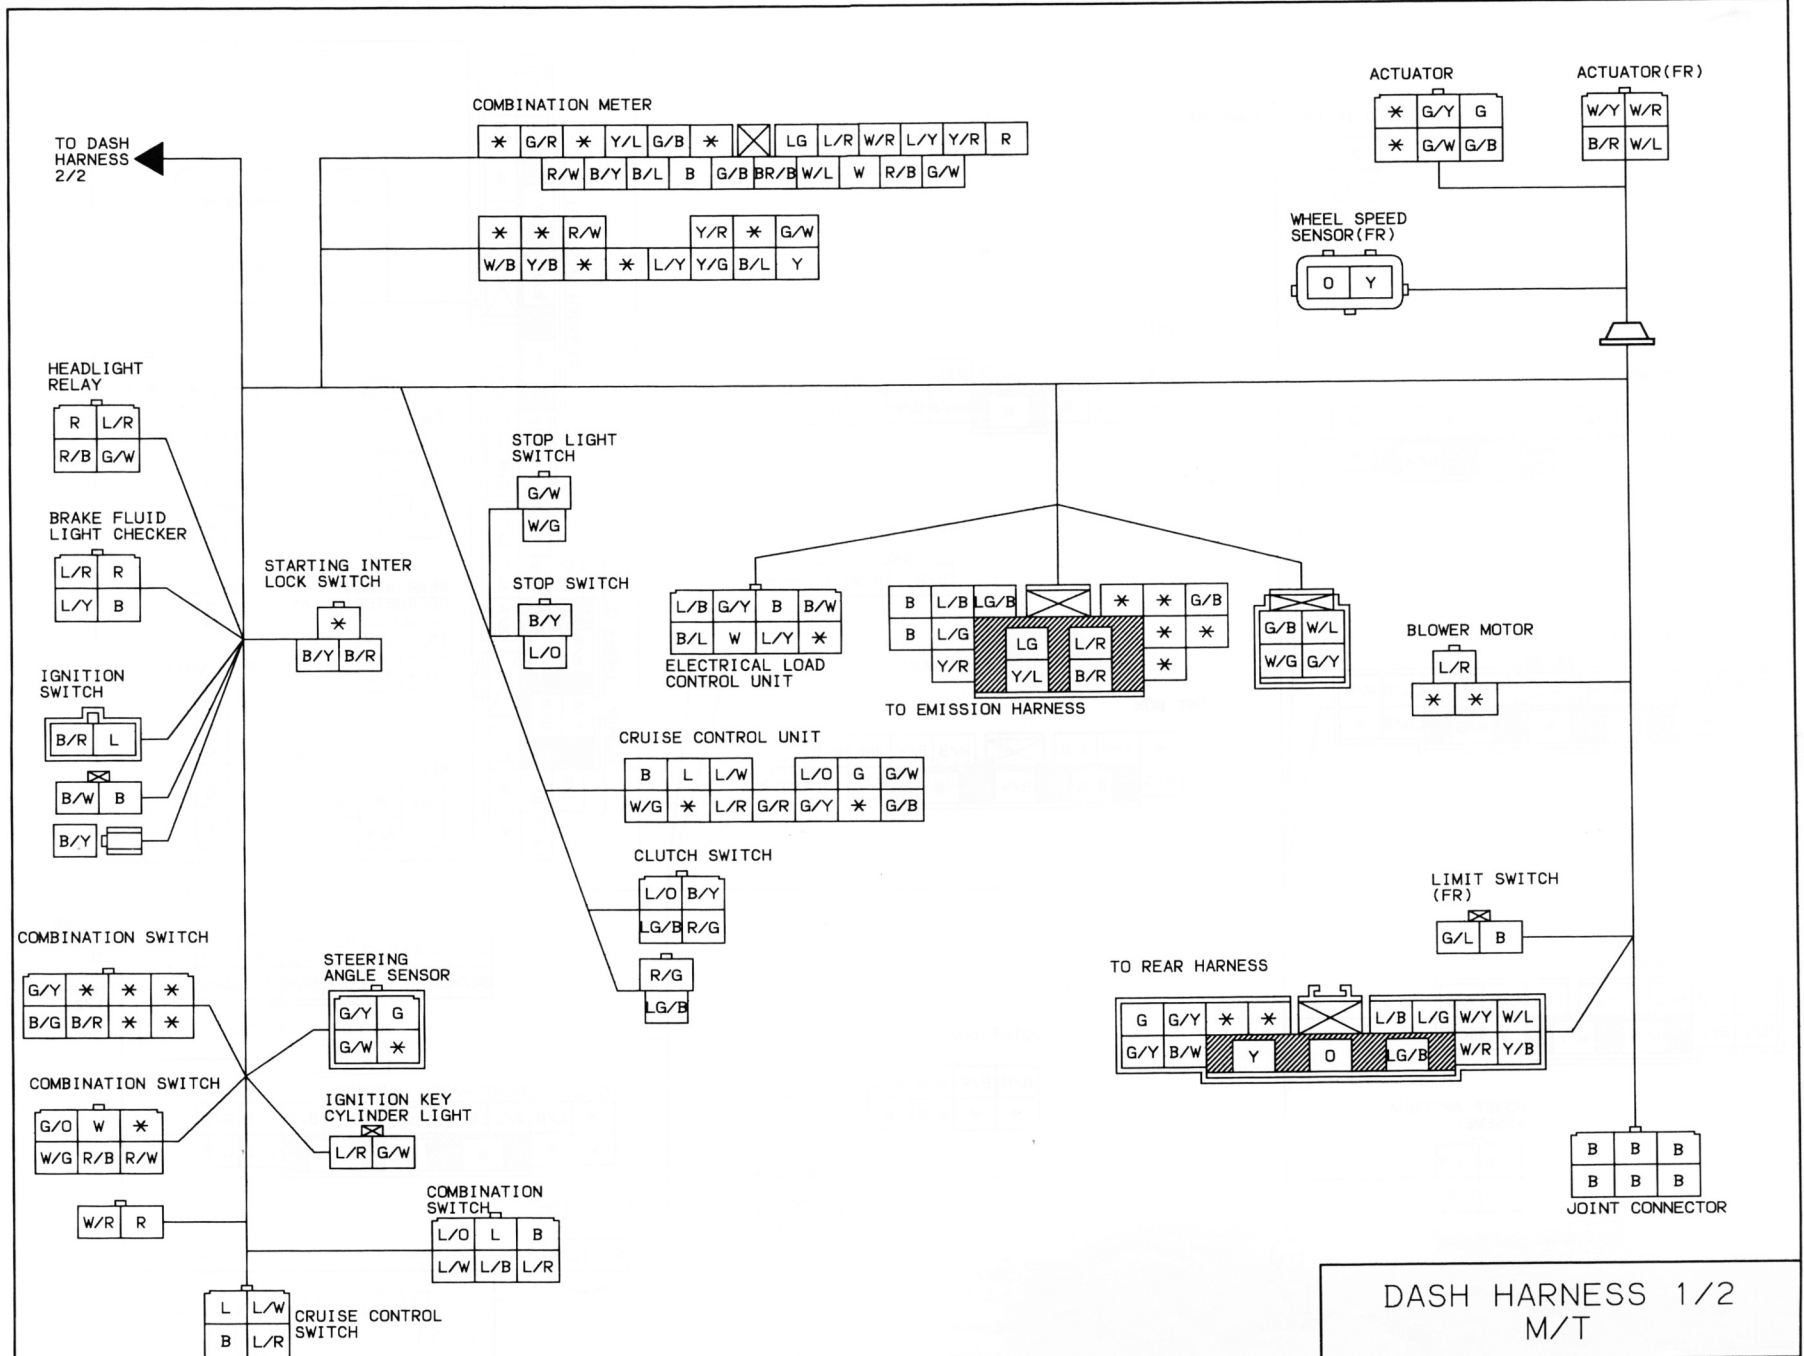 COMBINATION METER
* G/R * Y/L G/B * LG L/R W/R L/Y Y/R R
R/W B/Y B/L B G/B BR/B W/L W R/B G/W
* * R/W Y/R * G/W
W/B Y/B * * L/Y Y/G B/L Y
ACTUATOR
* G/Y G
* G/W G/B
ACTUATOR(FR)
W/Y W/R
B/R W/L
TO DASH
HARNESS
2/2
WHEEL SPEED
SENSOR(FR)
O Y
HEADLIGHT
RELAY
R L/R
R/B G/W
BRAKE FLUID
LIGHT CHECKER
L/R R
L/Y B
STARTING INTER
LOCK SWITCH
*
B/Y B/R
IGNITION
SWITCH
B/R L
B/W B
B/Y
STOP LIGHT
SWITCH
G/W
W/G
STOP SWITCH
B/Y
L/O
L/B G/Y B B/W
B/L W L/Y *
ELECTRICAL LOAD
CONTROL UNIT
B L/B LG/B * * G/B
B L/G LG L/R * *
Y/R Y/L B/R *
TO EMISSION HARNESS
G/B W/L
W/G G/Y
BLOWER MOTOR
L/R
* *
CRUISE CONTROL UNIT
B L L/W L/O G G/W
W/G * L/R G/R G/Y * G/B
CLUTCH SWITCH
L/O B/Y
LG/B R/G
R/G
LG/B
LIMIT SWITCH
(FR)
G/L B
COMBINATION SWITCH
G/Y * * *
B/G B/R * *
STEERING
ANGLE SENSOR
G/Y G
G/W *
TO REAR HARNESS
G G/Y * * L/B L/G W/Y W/L
G/Y B/W Y O LG/B W/R Y/B
COMBINATION SWITCH
G/O W *
W/G R/B R/W
IGNITION KEY
CYLINDER LIGHT
L/R G/W
W/R R
COMBINATION
SWITCH
L/O L B
L/W L/B L/R
B B B
B B B
JOINT CONNECTOR
L L/W
B L/R
CRUISE CONTROL
SWITCH
DASH HARNESS 1/2
M/T